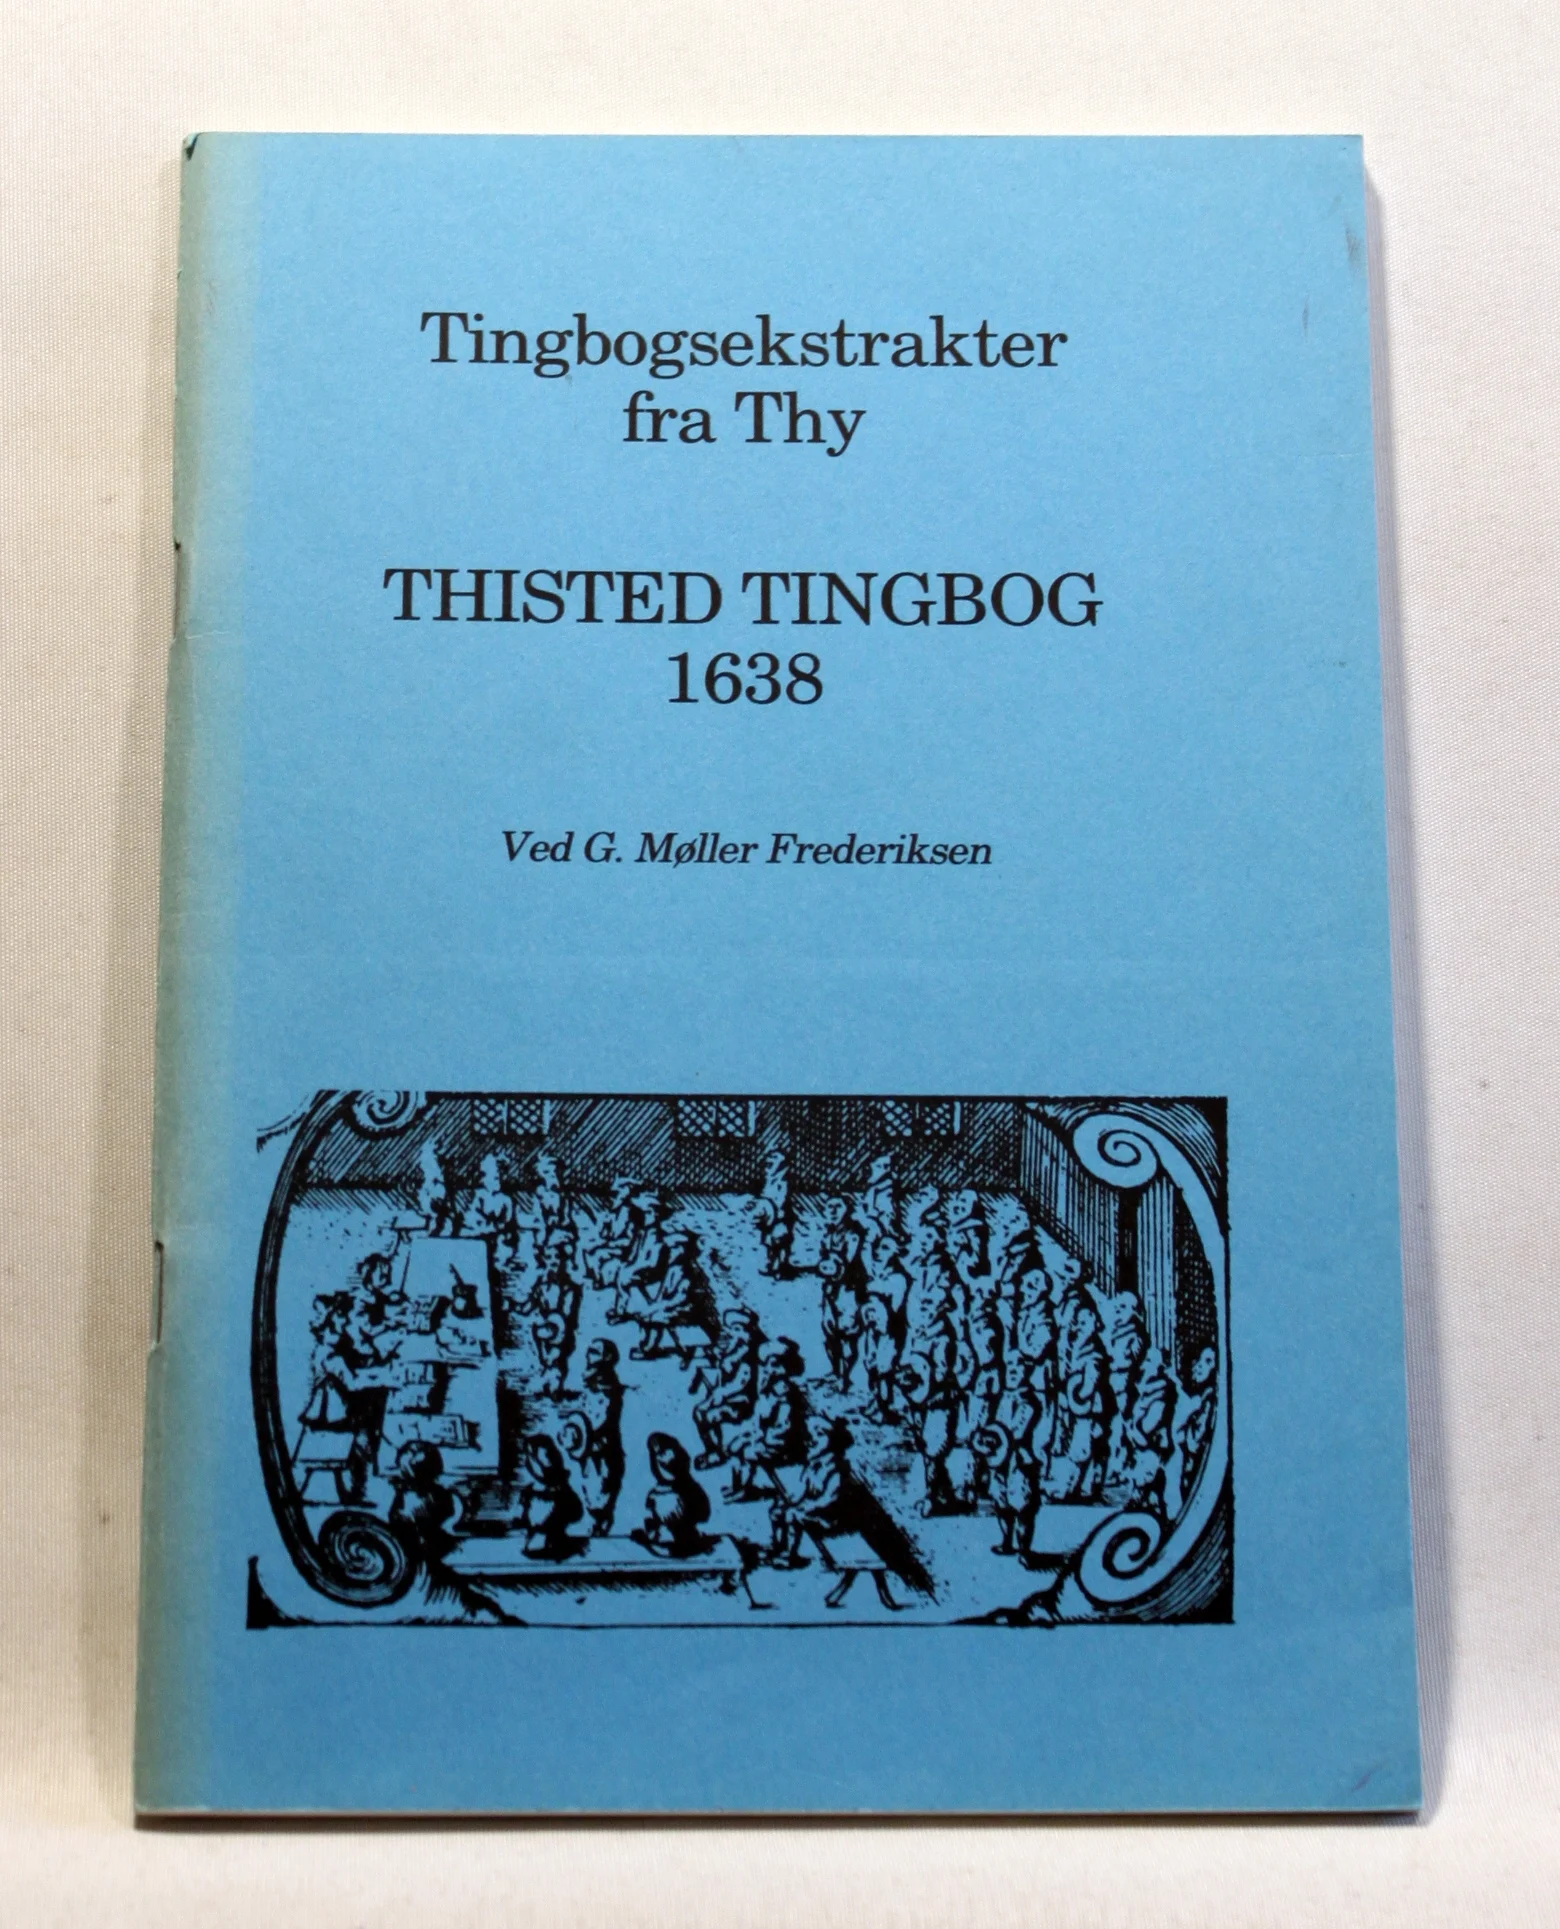 Tingbogsekstrakter
fra Thy
THISTED TINGBOG
1638
Ved G. Møller Frederiksen